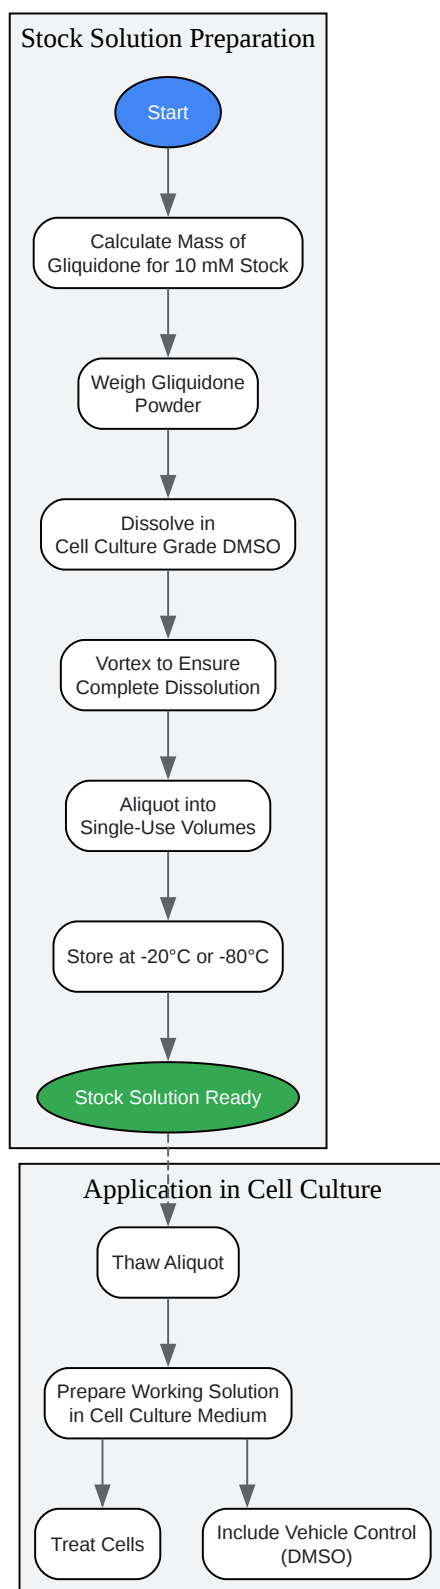 Stock Solution Preparation
Start
Calculate Mass of
Gliquidone for 10 mM Stock
Weigh Gliquidone
Powder
Dissolve in
Cell Culture Grade DMSO
Vortex to Ensure
Complete Dissolution
Aliquot into
Single-Use Volumes
Store at -20°C or -80°C
Stock Solution Ready
Application in Cell Culture
Thaw Aliquot
Prepare Working Solution
in Cell Culture Medium
Treat Cells
Include Vehicle Control
(DMSO)